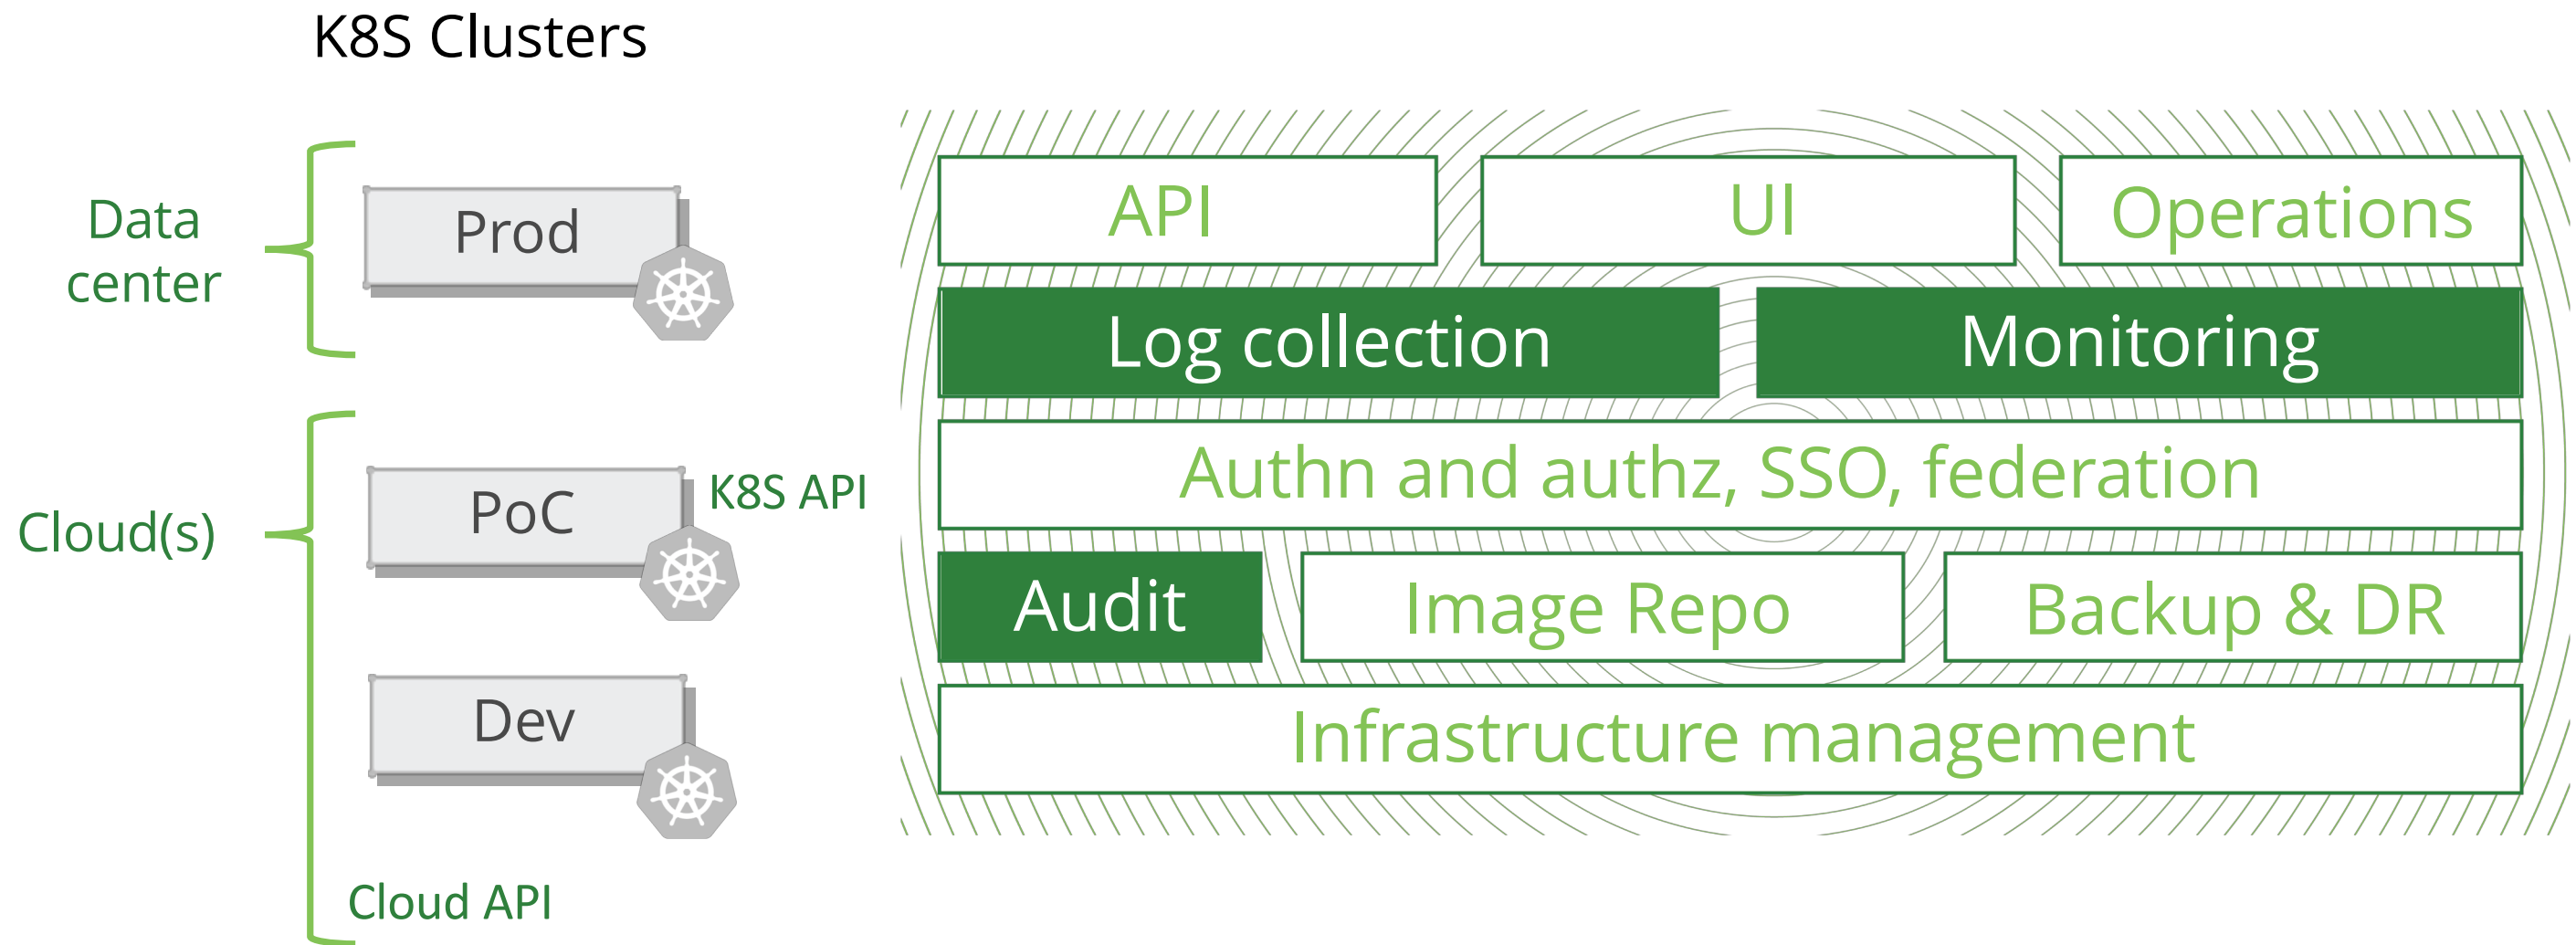 K8S Clusters
Data
center
Prod
Cloud(s)
PoC
K8S API
Dev
Cloud API
API
UI
Operations
Log collection
Monitoring
Authn and authz, SSO, federation
Audit
Image Repo
Backup & DR
Infrastructure management